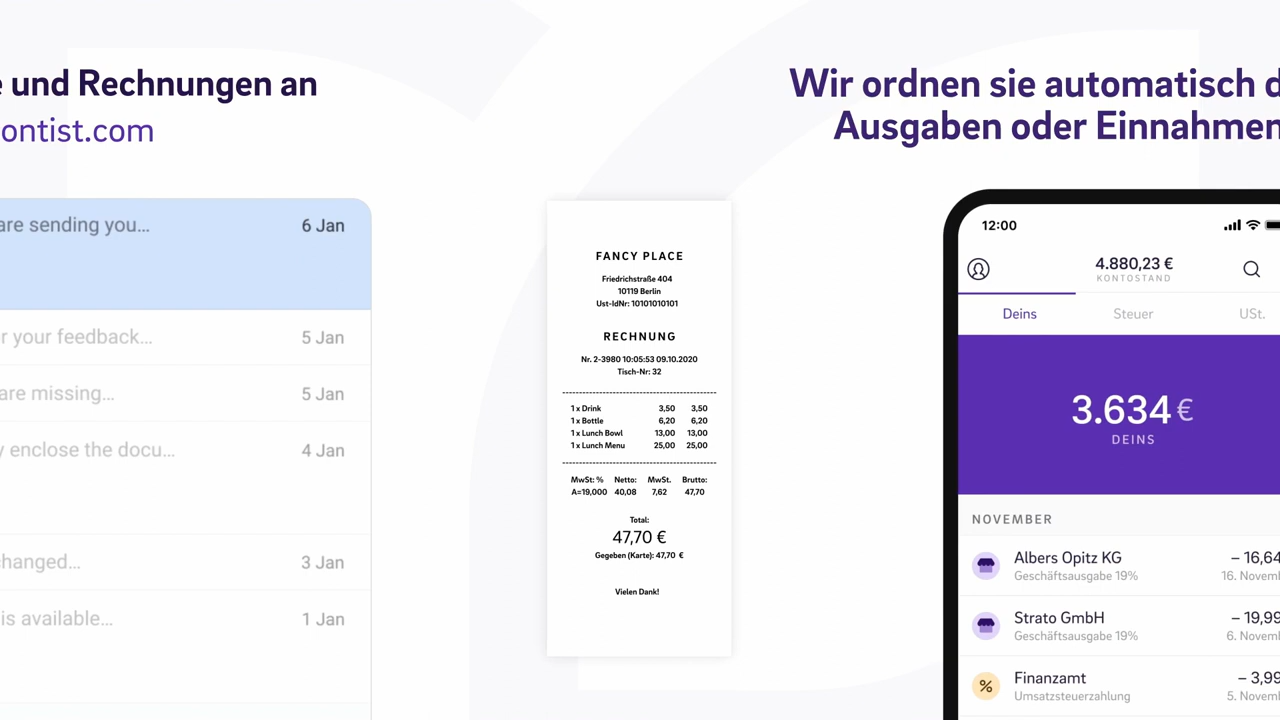 e und Rechnungen an
ontist.com
are sending you…
6 Jan
r your feedback…
5 Jan
are missing…
5 Jan
y enclose the docu…
4 Jan
changed…
3 Jan
is available…
1 Jan
FANCY PLACE
Friedrichstraße 404
10119 Berlin
Ust-IdNr: 10101010101
RECHNUNG
Nr. 2-3980 10:05:53 09.10.2020
Tisch-Nr: 32
1 x Drink 3,50 3,50
1 x Bottle 6,20 6,20
1 x Lunch Bowl 13,00 13,00
1 x Lunch Menu 25,00 25,00
MwSt: % Netto: MwSt. Brutto:
A=19,000 40,08 7,62 47,70
Total:
47,70 €
Gegeben (Karte): 47,70 €
Vielen Dank!
Wir ordnen sie automatisch d
Ausgaben oder Einnahmen
12:00
4.880,23 €
KONTOSTAND
Deins Steuer USt.
3.634 €
DEINS
NOVEMBER
Albers Opitz KG – 16,64
Geschäftsausgabe 19% 16. Novemb
Strato GmbH – 19,99
Geschäftsausgabe 19% 6. Novemb
Finanzamt – 3,99
Umsatzsteuerzahlung 5. Novemb